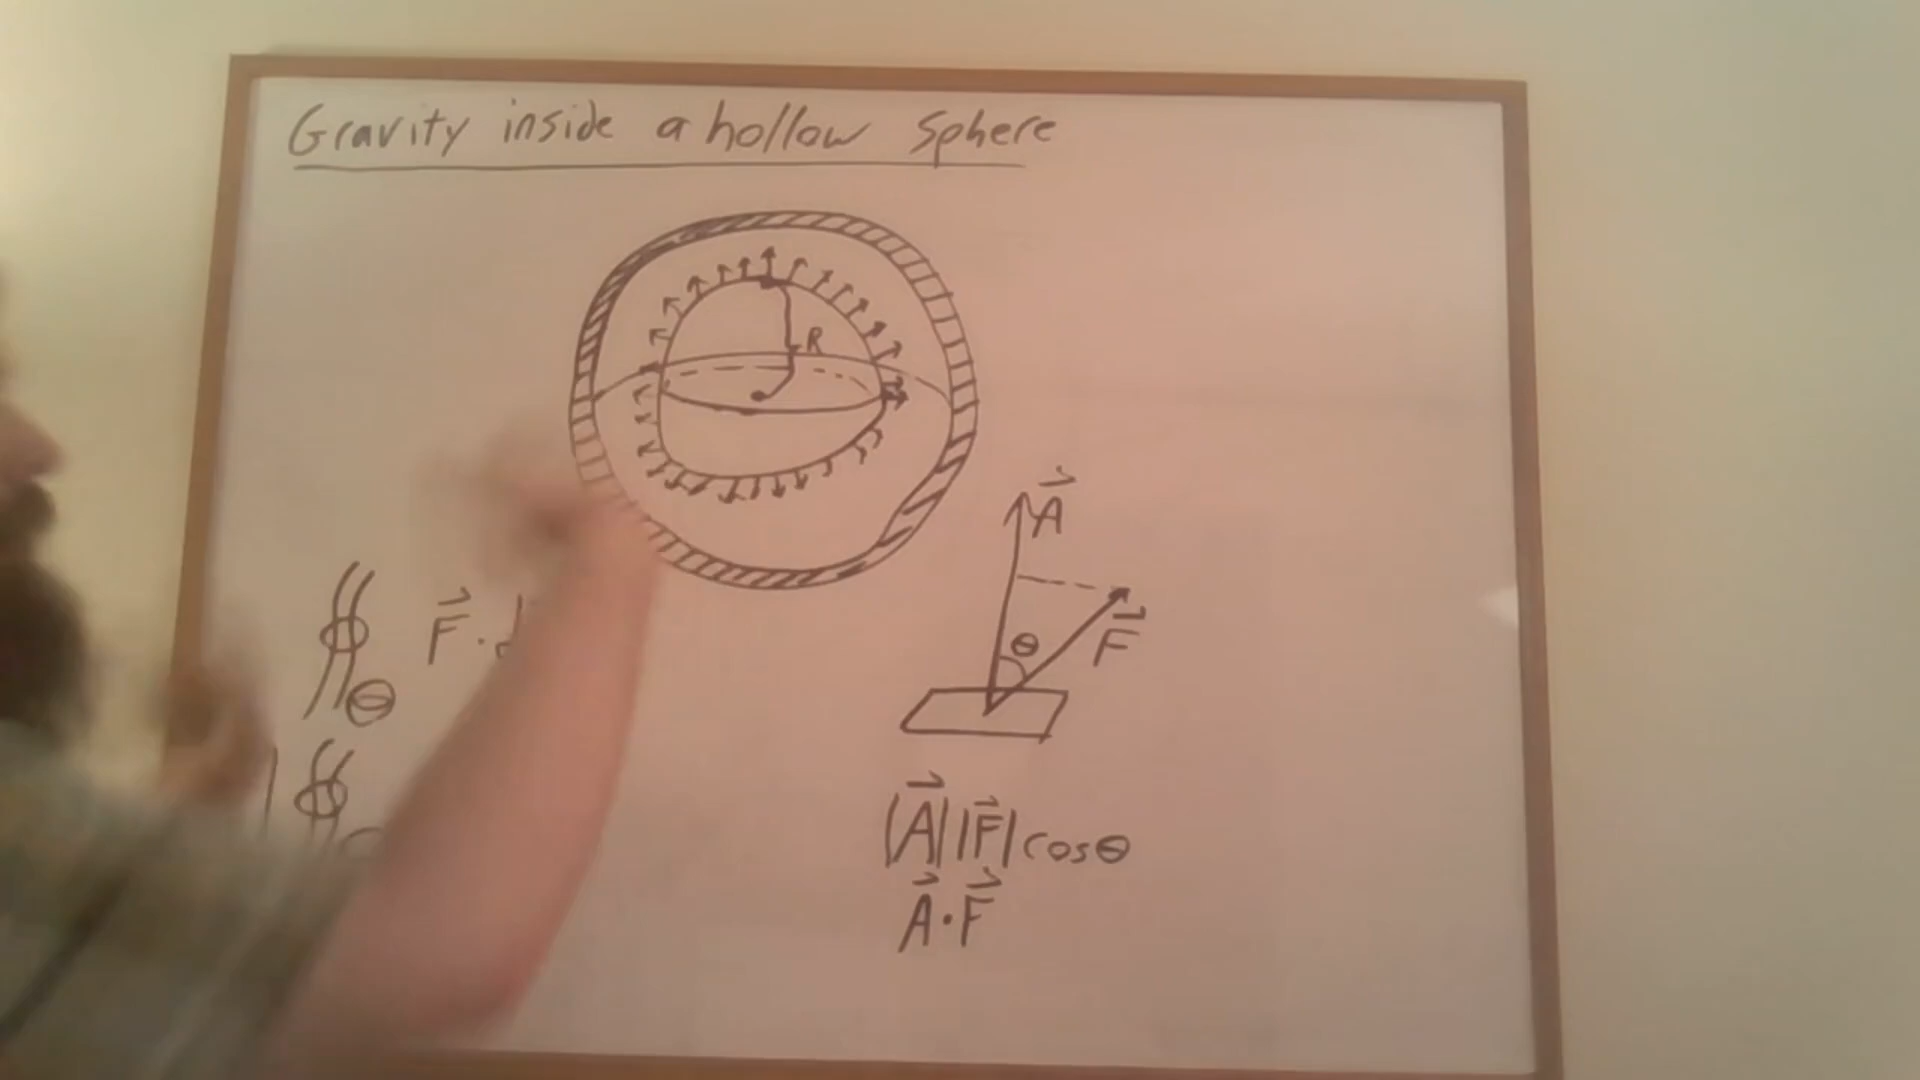 Gravity inside a hollow sphere
R
A⃗
F⃗
θ
∯ F⃗ · d
| ∯
|A⃗||F⃗| cosθ
A⃗ · F⃗